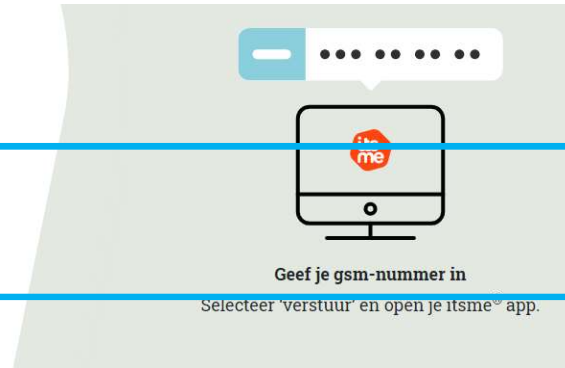 itsme
Geef je gsm-nummer in
Selecteer 'verstuur' en open je itsme® app.